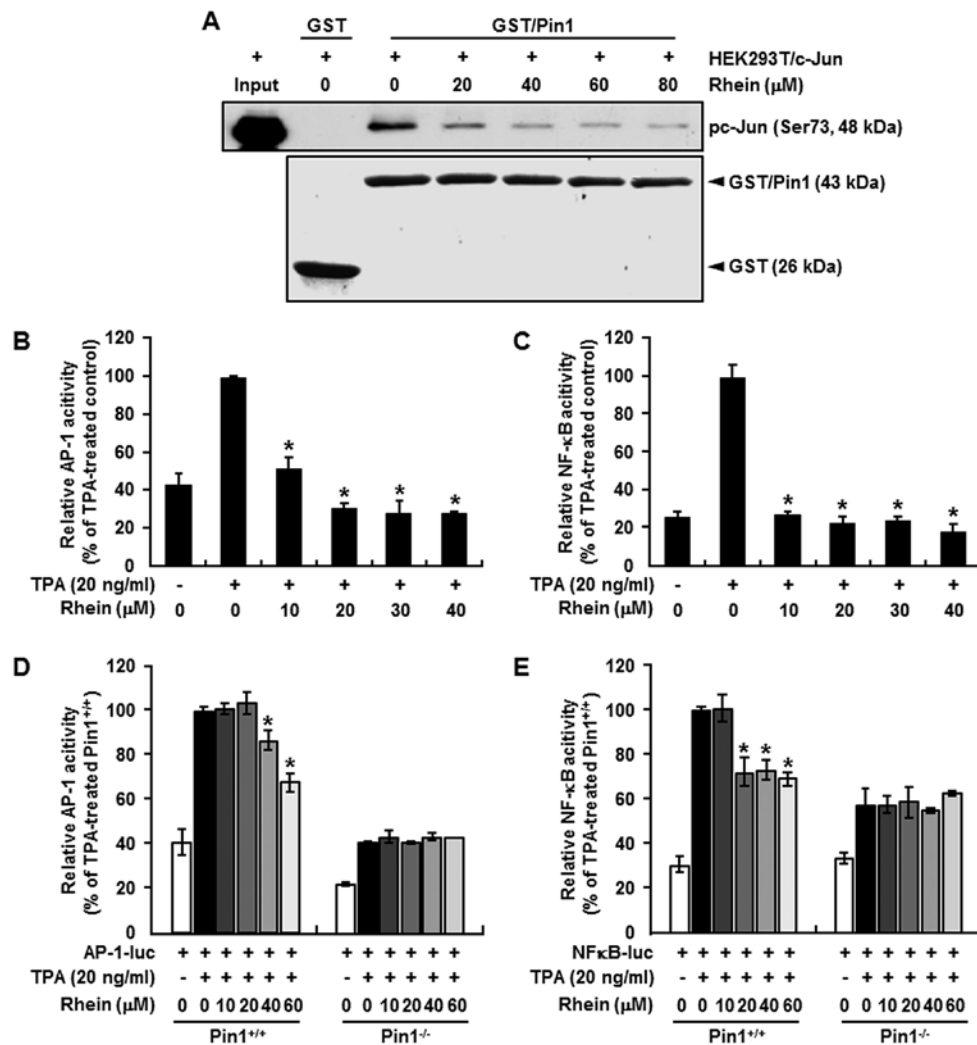 A
GST GST/Pin1
+ + + + + + + HEK293T/c-Jun
Input 0 0 20 40 60 80 Rhein (µM)
pc-Jun (Ser73, 48 kDa)
GST/Pin1 (43 kDa)
GST (26 kDa)
B
Relative AP-1 acitivity
(% of TPA-treated control)
120
100
80
60
40
20
0
* * * *
TPA (20 ng/ml) - + + + + +
Rhein (µM) 0 0 10 20 30 40
C
Relative NF-κB acitivity
(% of TPA-treated control)
120
100
80
60
40
20
0
* * * *
TPA (20 ng/ml) - + + + + +
Rhein (µM) 0 0 10 20 30 40
D
Relative AP-1 acitivity
(% of TPA-treated Pin1+/+)
120
100
80
60
40
20
0
* *
AP-1-luc + + + + + + + + + + + +
TPA (20 ng/ml) - + + + + + - + + + + +
Rhein (µM) 0 0 10 20 40 60 0 0 10 20 40 60
Pin1+/+ Pin1-/-
E
Relative NF-κB acitivity
(% of TPA-treated Pin1+/+)
120
100
80
60
40
20
0
* * *
NFκB-luc + + + + + + + + + + + +
TPA (20 ng/ml) - + + + + + - + + + + +
Rhein (µM) 0 0 10 20 40 60 0 0 10 20 40 60
Pin1+/+ Pin1-/-